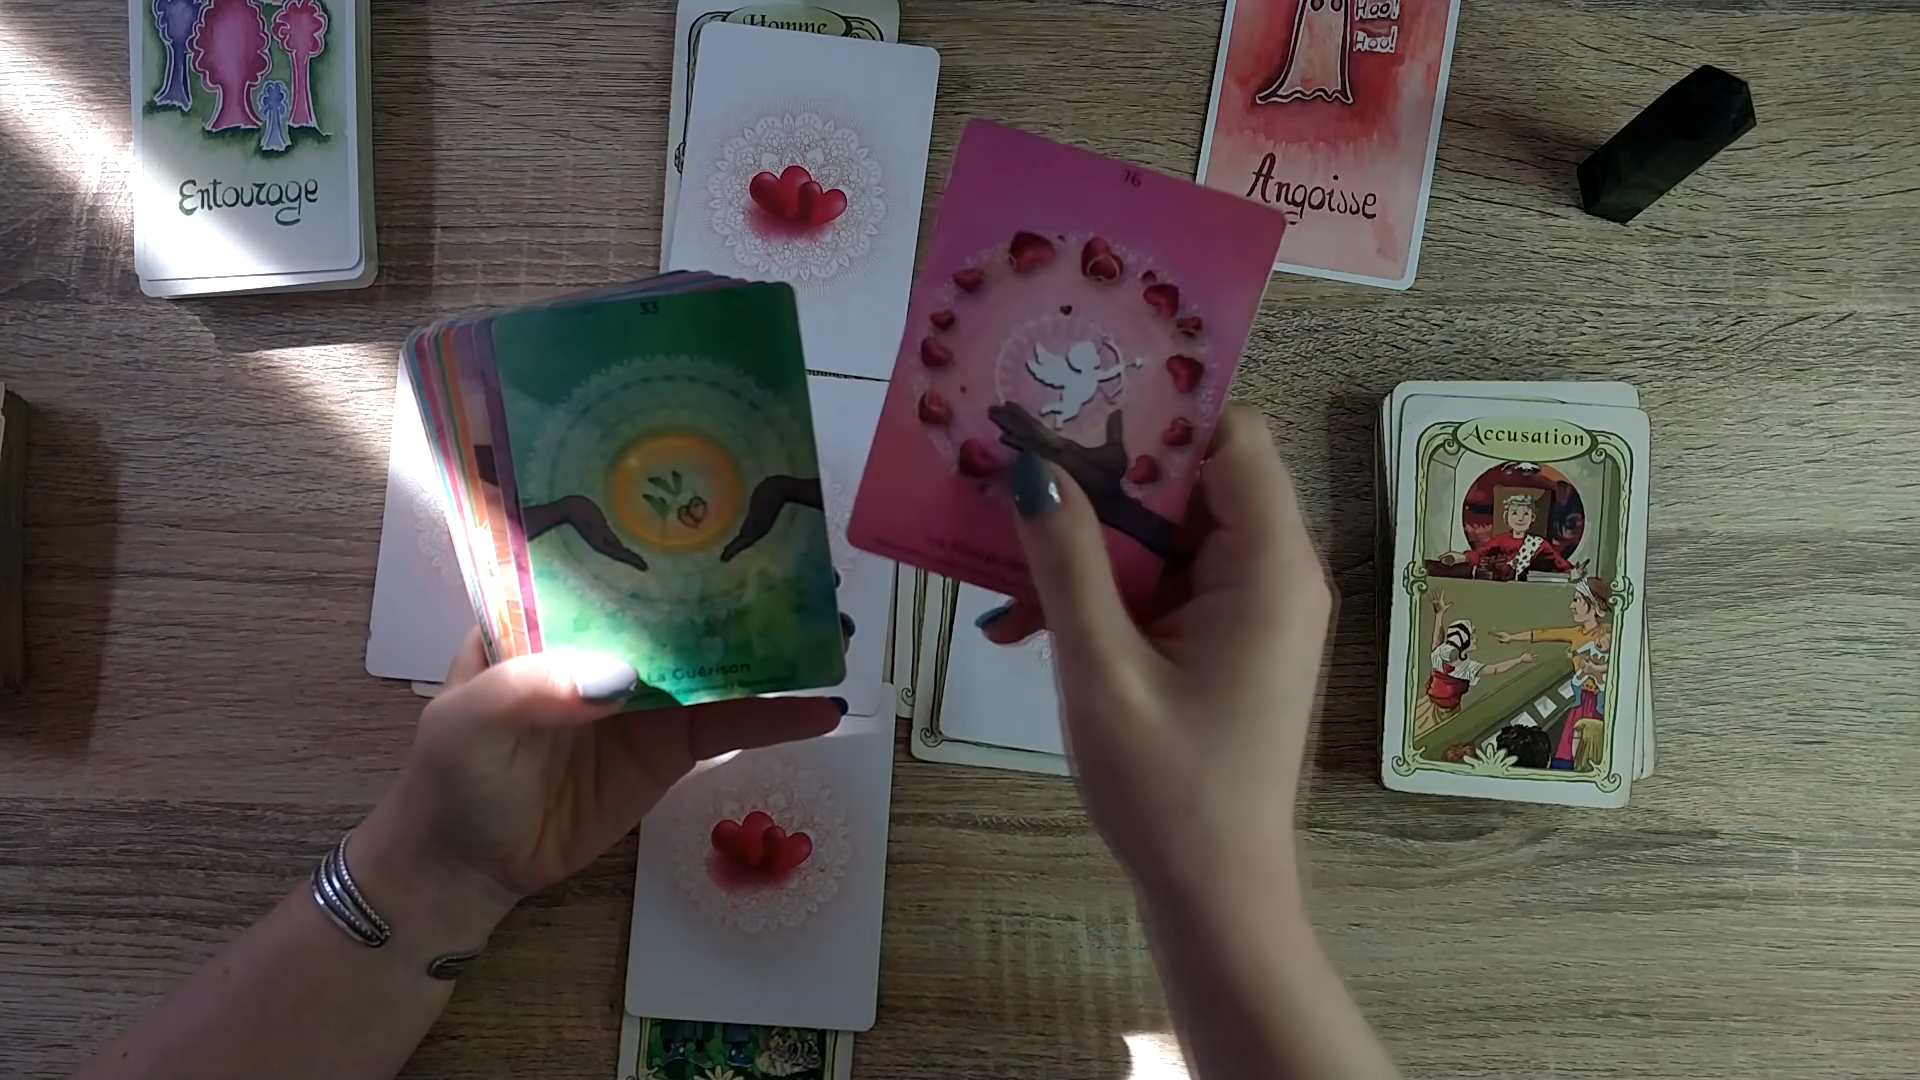 Entourage
Homme
Hoo!
Hoo!
Angoisse
16
33
La Guérison
Accusation